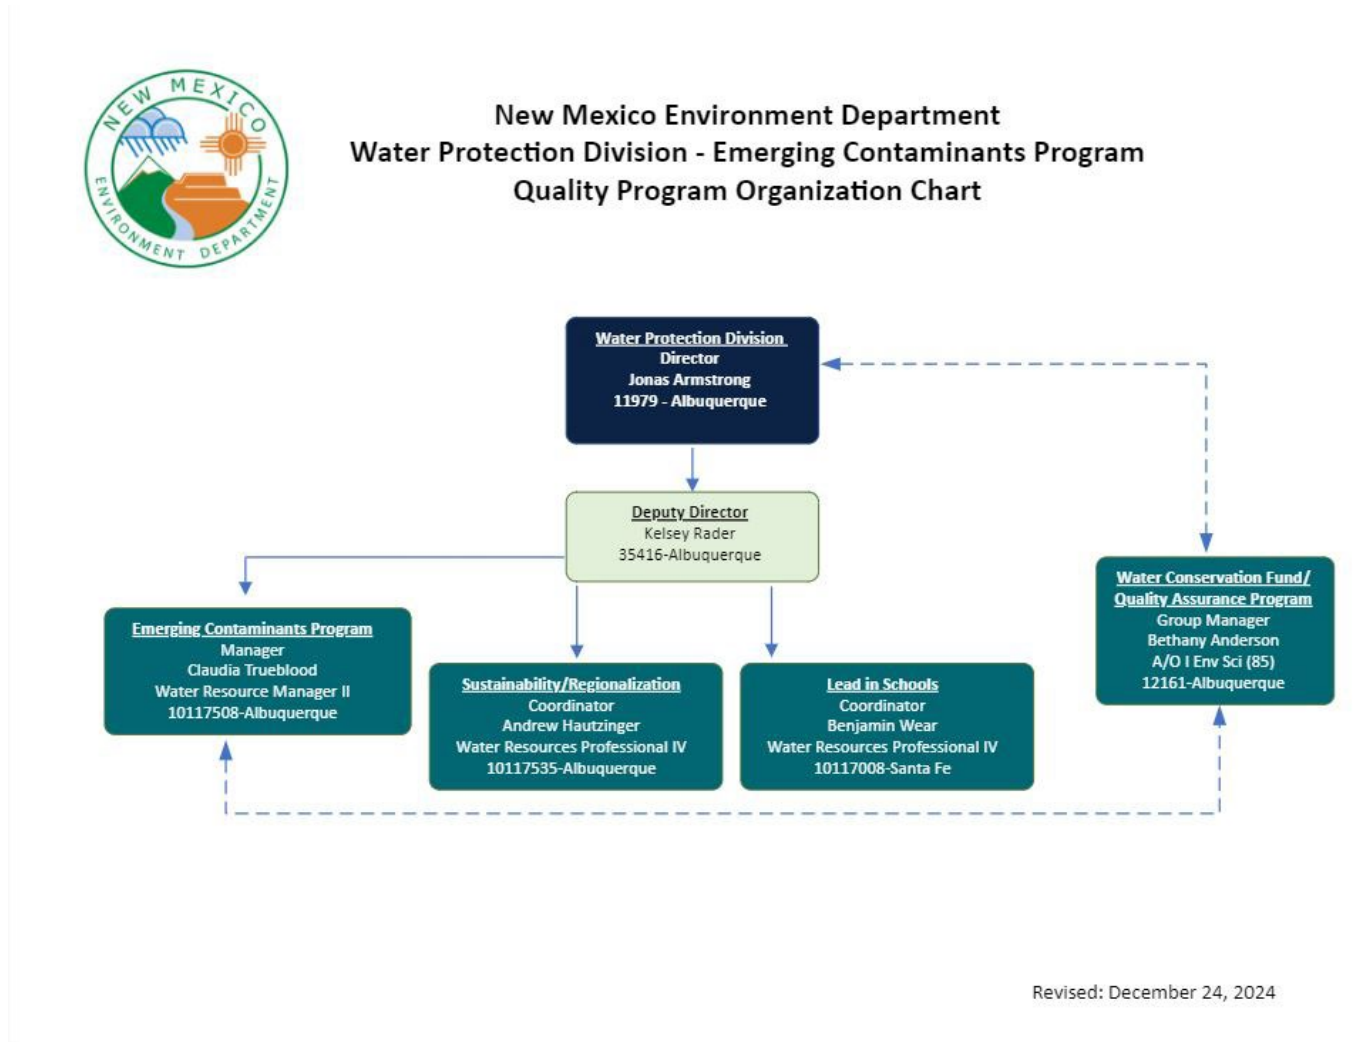 NEW MEXICO
ENVIRONMENT DEPARTMENT
New Mexico Environment Department
Water Protection Division - Emerging Contaminants Program
Quality Program Organization Chart
Water Protection Division
Director
Jonas Armstrong
11979 - Albuquerque
Deputy Director
Kelsey Rader
35416-Albuquerque
Emerging Contaminants Program
Manager
Claudia Trueblood
Water Resource Manager II
10117508-Albuquerque
Sustainability/Regionalization
Coordinator
Andrew Hautzinger
Water Resources Professional IV
10117535-Albuquerque
Lead in Schools
Coordinator
Benjamin Wear
Water Resources Professional IV
10117008-Santa Fe
Water Conservation Fund/
Quality Assurance Program
Group Manager
Bethany Anderson
A/O I Env Sci (85)
12161-Albuquerque
Revised: December 24, 2024